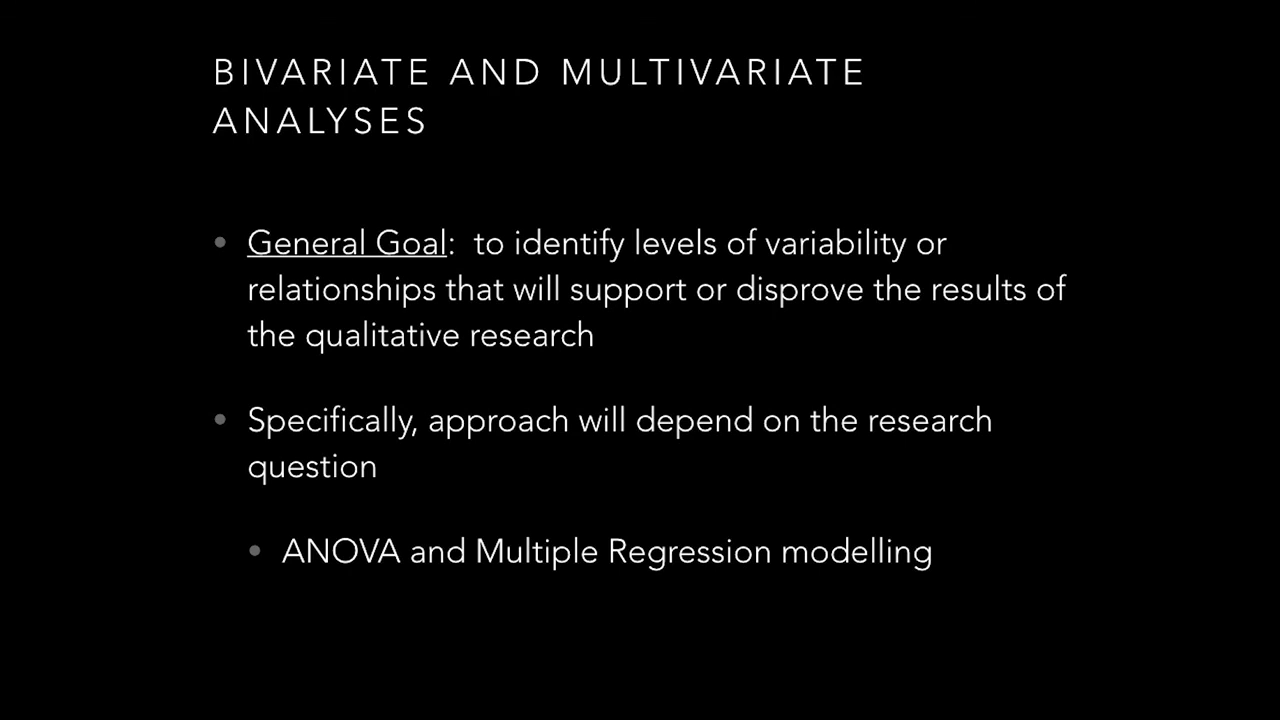 BIVARIATE AND MULTIVARIATE
ANALYSES
• General Goal:  to identify levels of variability or
relationships that will support or disprove the results of
the qualitative research
• Specifically, approach will depend on the research
question
• ANOVA and Multiple Regression modelling